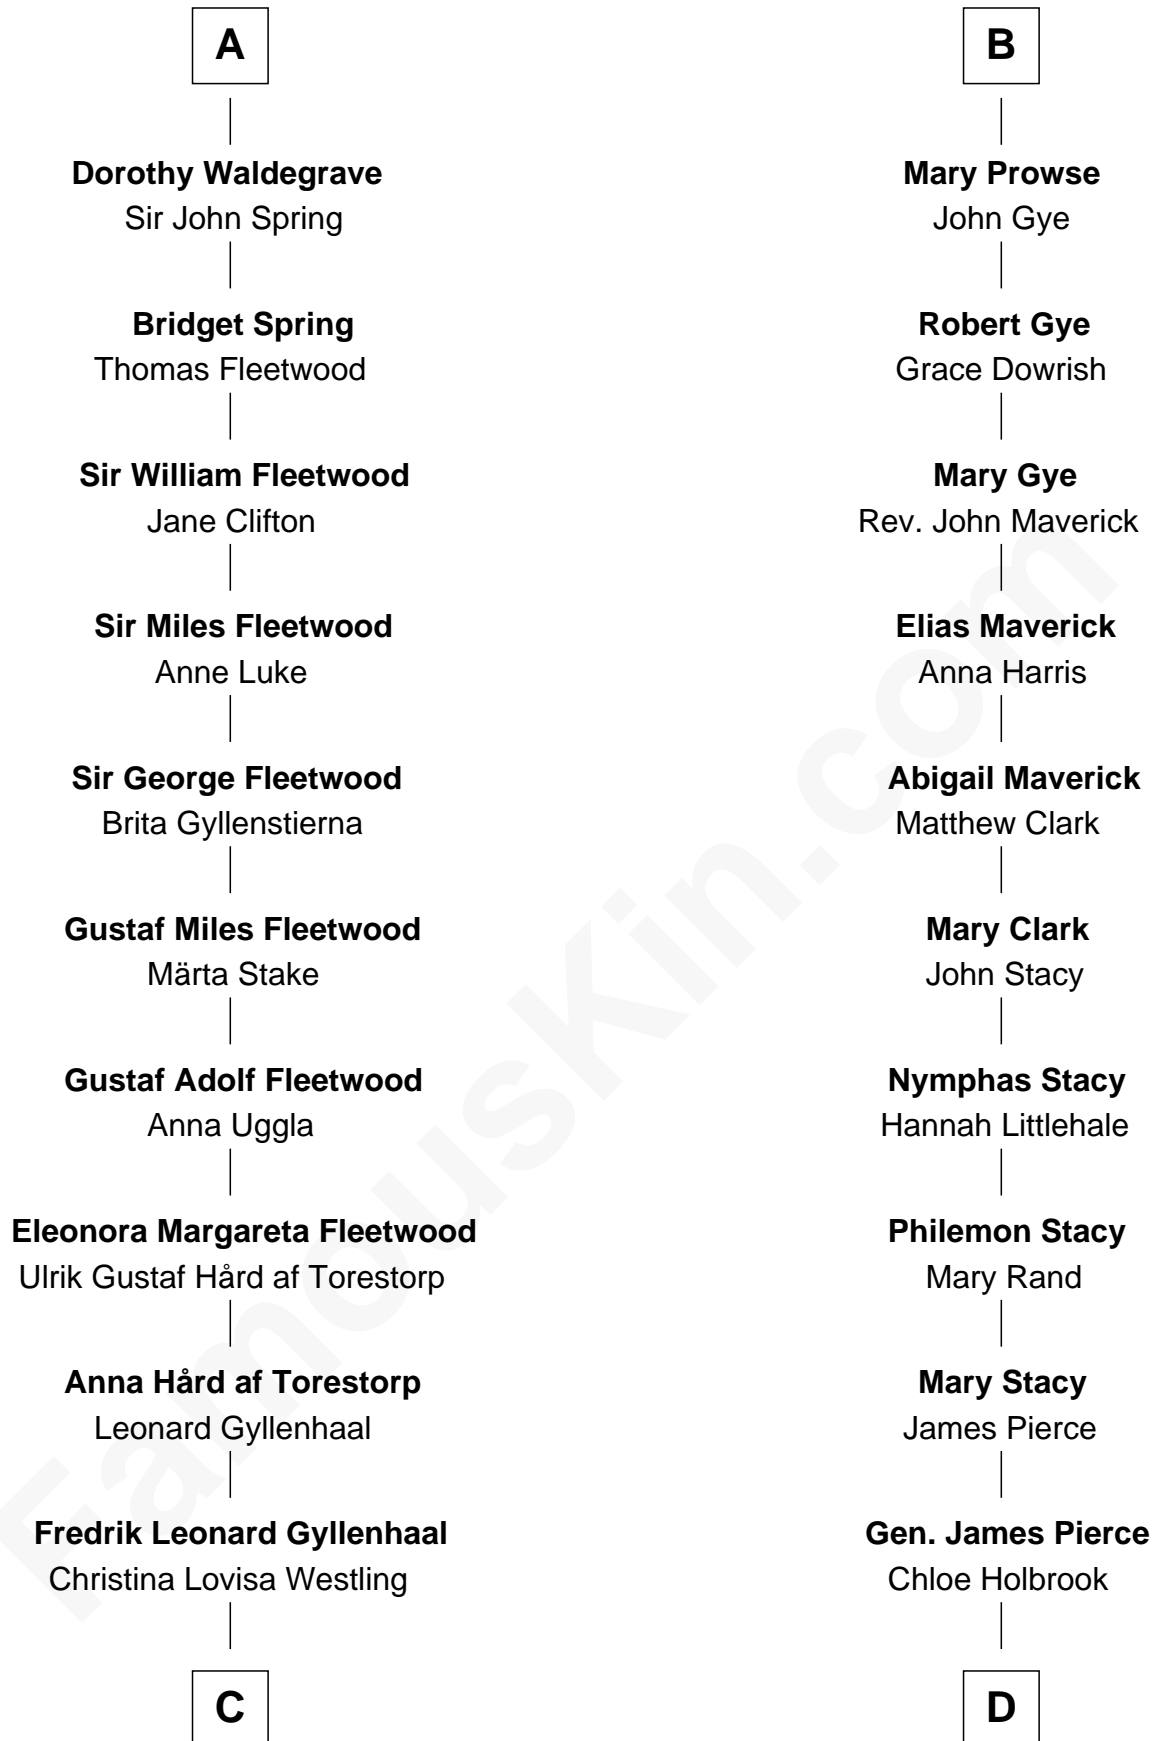 A
Dorothy Waldegrave
Sir John Spring
Bridget Spring
Thomas Fleetwood
Sir William Fleetwood
Jane Clifton
Sir Miles Fleetwood
Anne Luke
Sir George Fleetwood
Brita Gyllenstierna
Gustaf Miles Fleetwood
Märta Stake
Gustaf Adolf Fleetwood
Anna Uggla
Eleonora Margareta Fleetwood
Ulrik Gustaf Hård af Torestorp
Anna Hård af Torestorp
Leonard Gyllenhaal
Fredrik Leonard Gyllenhaal
Christina Lovisa Westling
C
B
Mary Prowse
John Gye
Robert Gye
Grace Dowrish
Mary Gye
Rev. John Maverick
Elias Maverick
Anna Harris
Abigail Maverick
Matthew Clark
Mary Clark
John Stacy
Nymphas Stacy
Hannah Littlehale
Philemon Stacy
Mary Rand
Mary Stacy
James Pierce
Gen. James Pierce
Chloe Holbrook
D
FamousKin.com